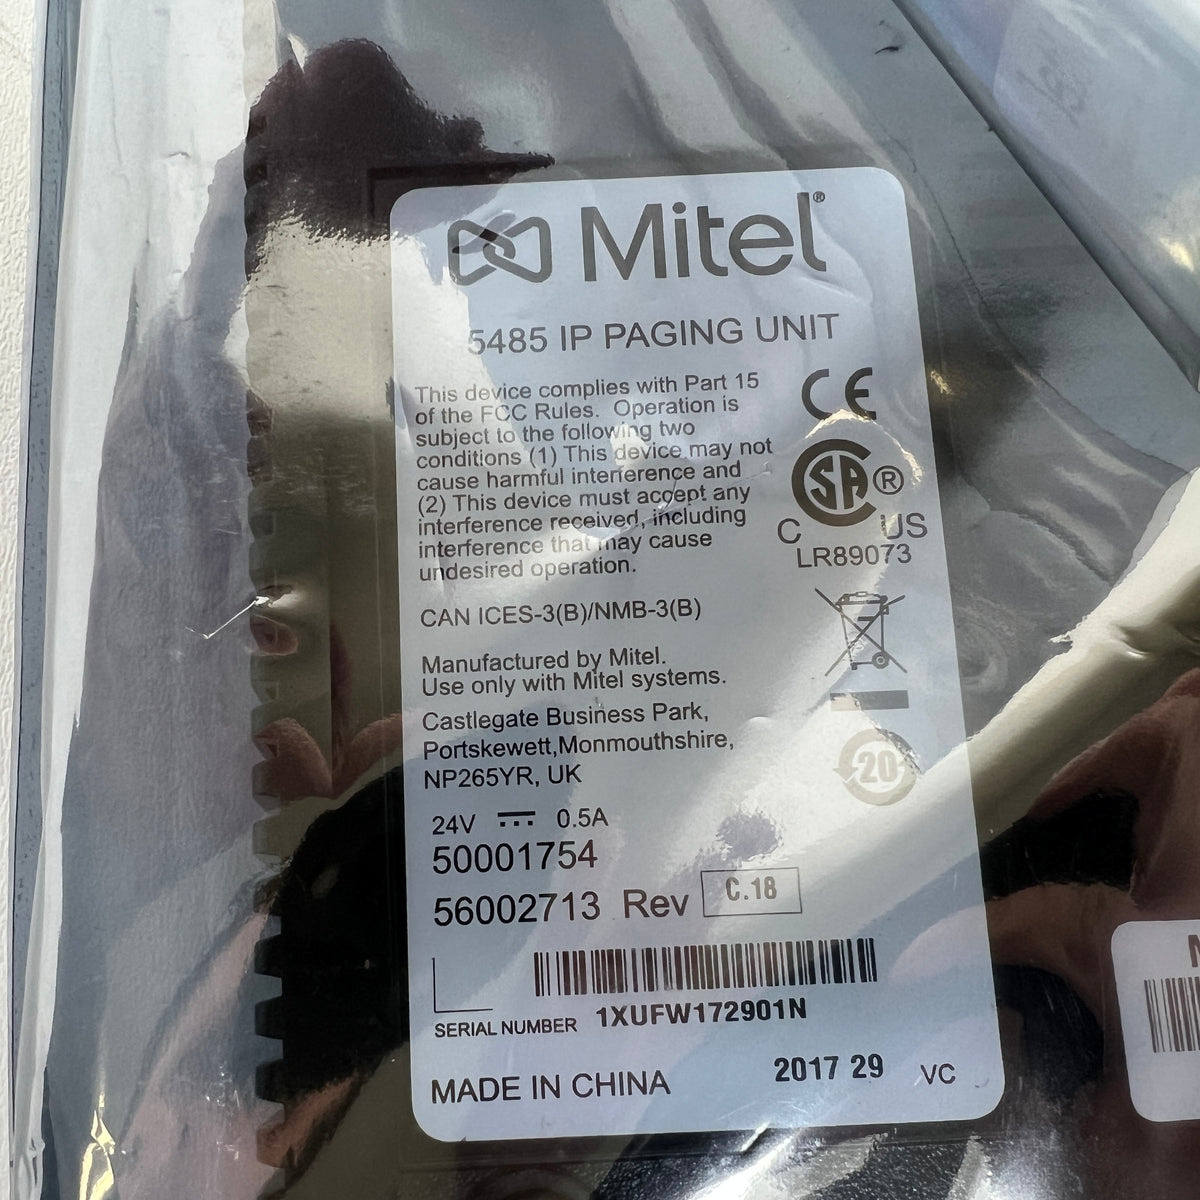 Mitel®
5485 IP PAGING UNIT
This device complies with Part 15
of the FCC Rules. Operation is
subject to the following two
conditions (1) This device may not
cause harmful interference and
(2) This device must accept any
interference received, including
interference that may cause
undesired operation.
CE
SA®
C US
LR89073
CAN ICES-3(B)/NMB-3(B)
Manufactured by Mitel.
Use only with Mitel systems.
Castlegate Business Park,
Portskewett,Monmouthshire,
NP265YR, UK
20
24V 0.5A
50001754
56002713 Rev C.18
SERIAL NUMBER 1XUFW172901N
MADE IN CHINA 2017 29 VC